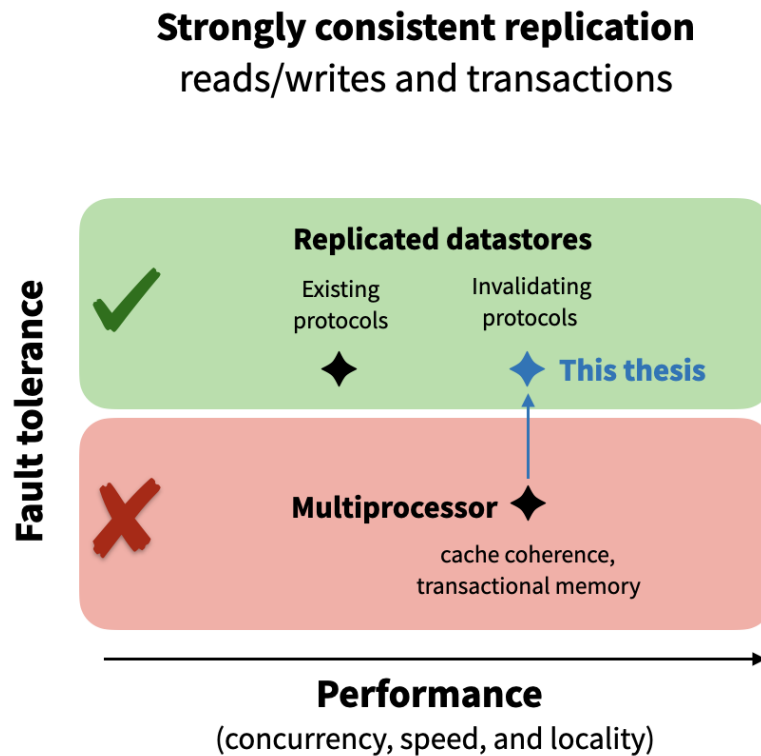 Strongly consistent replication
reads/writes and transactions
Fault tolerance
Replicated datastores
Existing
protocols
Invalidating
protocols
This thesis
Multiprocessor
cache coherence,
transactional memory
Performance
(concurrency, speed, and locality)